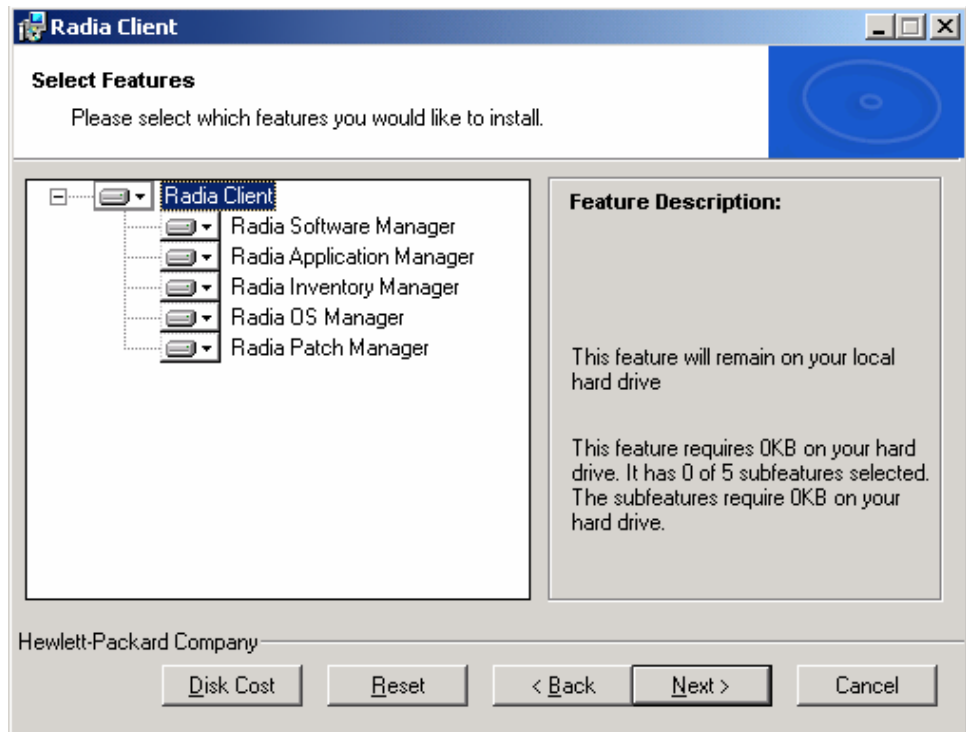 Radia Client
Select Features
Please select which features you would like to install.
Radia Client
Radia Software Manager
Radia Application Manager
Radia Inventory Manager
Radia OS Manager
Radia Patch Manager
Feature Description:
This feature will remain on your local
hard drive
This feature requires 0KB on your hard
drive. It has 0 of 5 subfeatures selected.
The subfeatures require 0KB on your
hard drive.
Hewlett-Packard Company
Disk Cost
Reset
< Back
Next >
Cancel